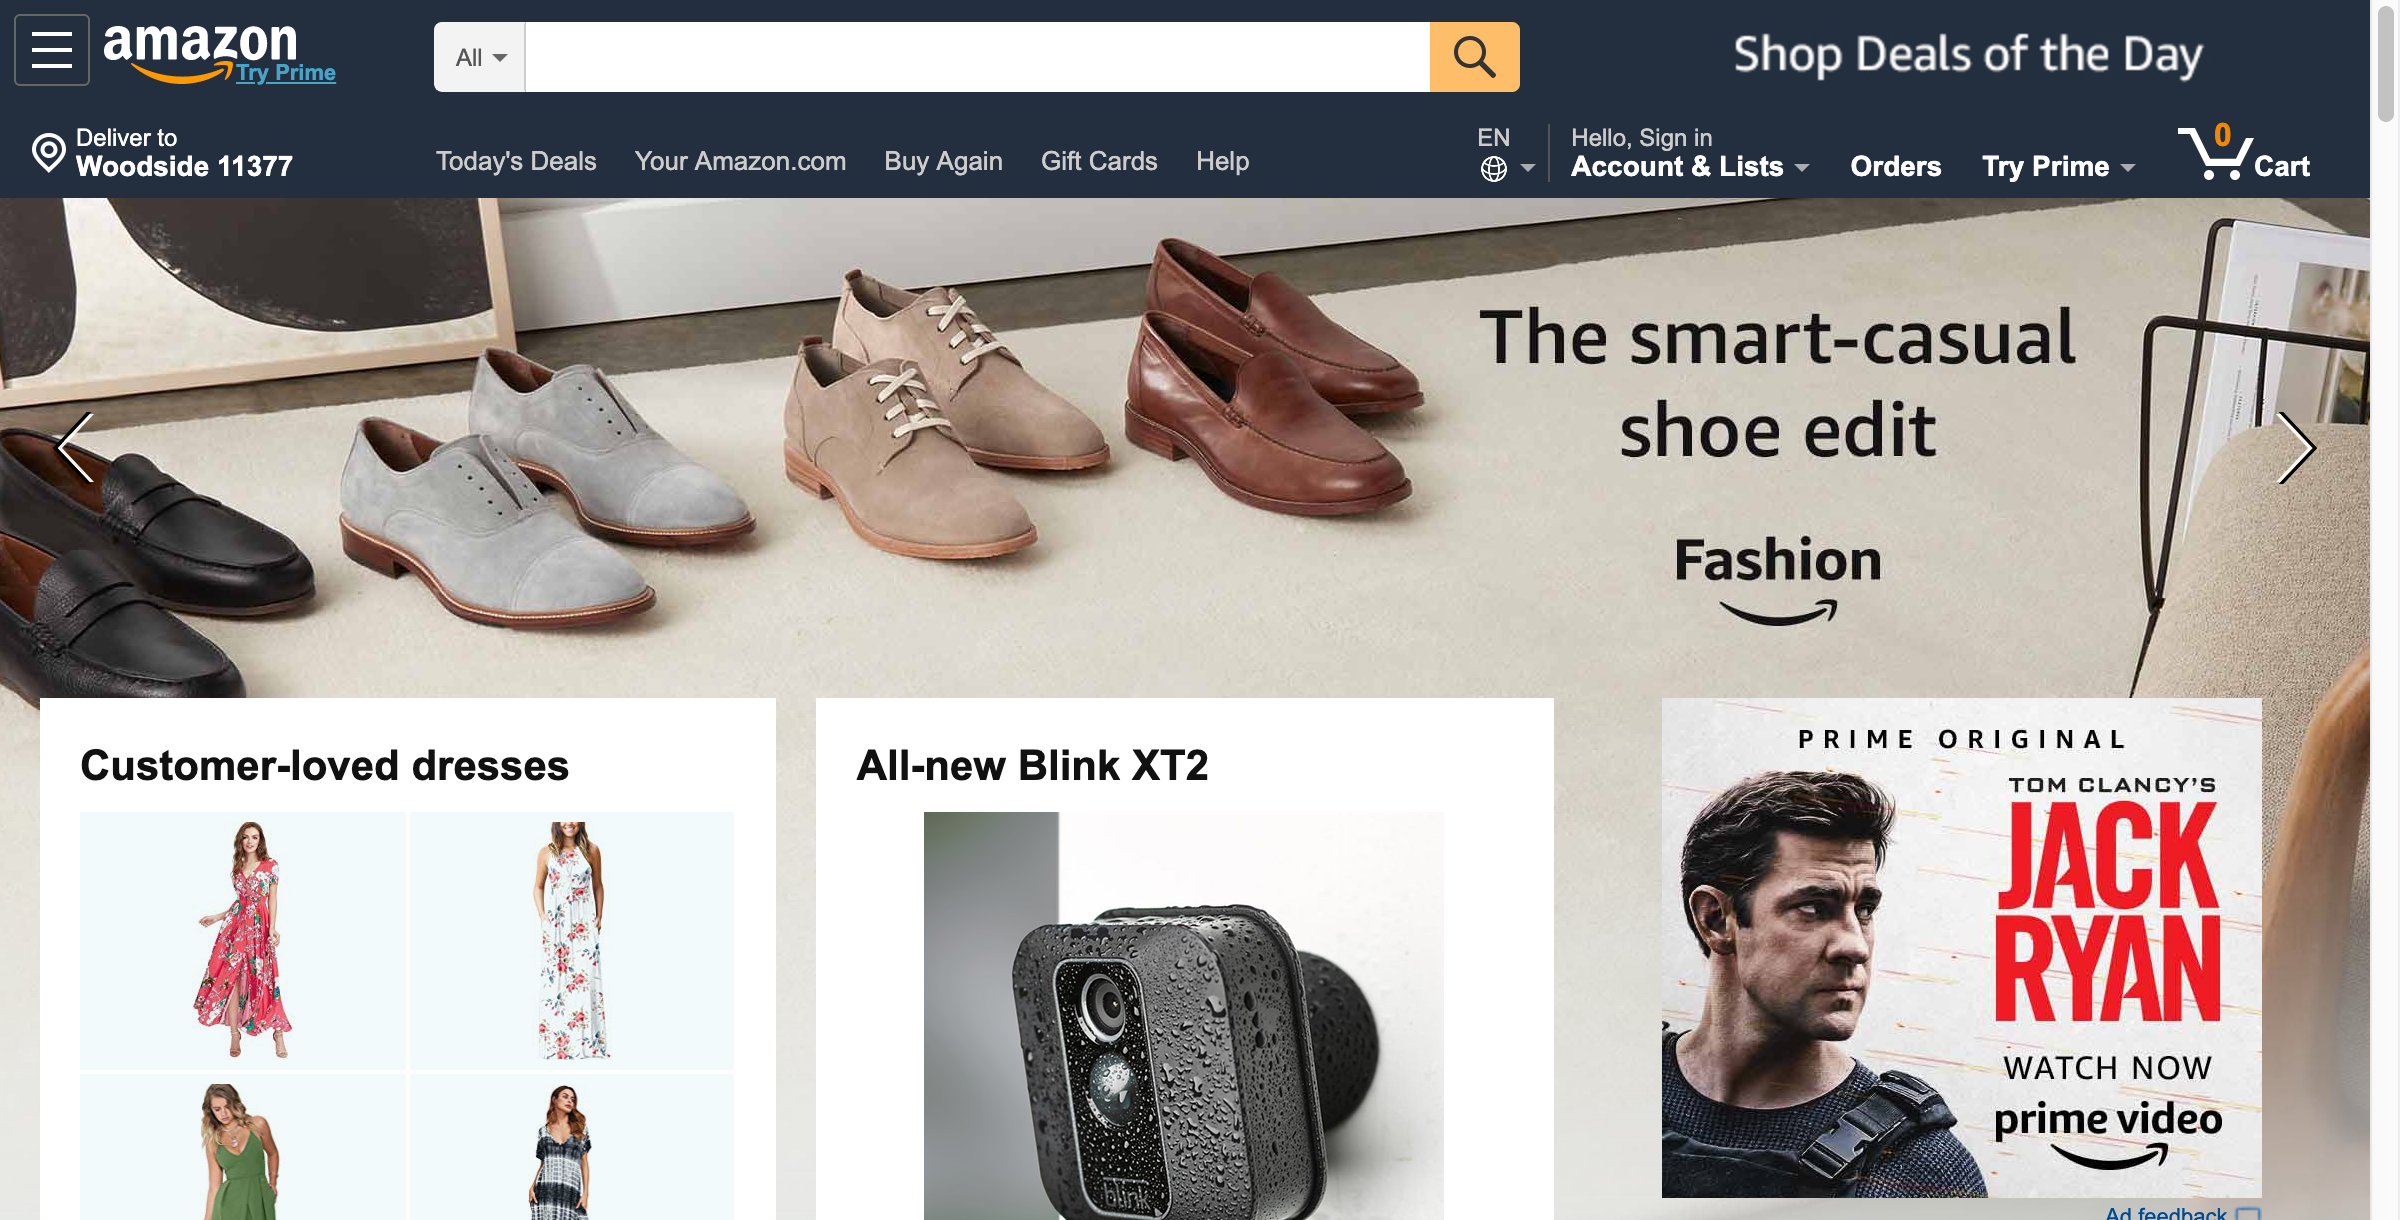 amazon
Try Prime
All
Shop Deals of the Day
Deliver to
Woodside 11377
Today's Deals
Your Amazon.com
Buy Again
Gift Cards
Help
EN
Hello, Sign in
Account & Lists
Orders
Try Prime
0
Cart
The smart-casual
shoe edit
Fashion
Customer-loved dresses
All-new Blink XT2
blink
PRIME ORIGINAL
TOM CLANCY'S
JACK
RYAN
WATCH NOW
prime video
Ad feedback